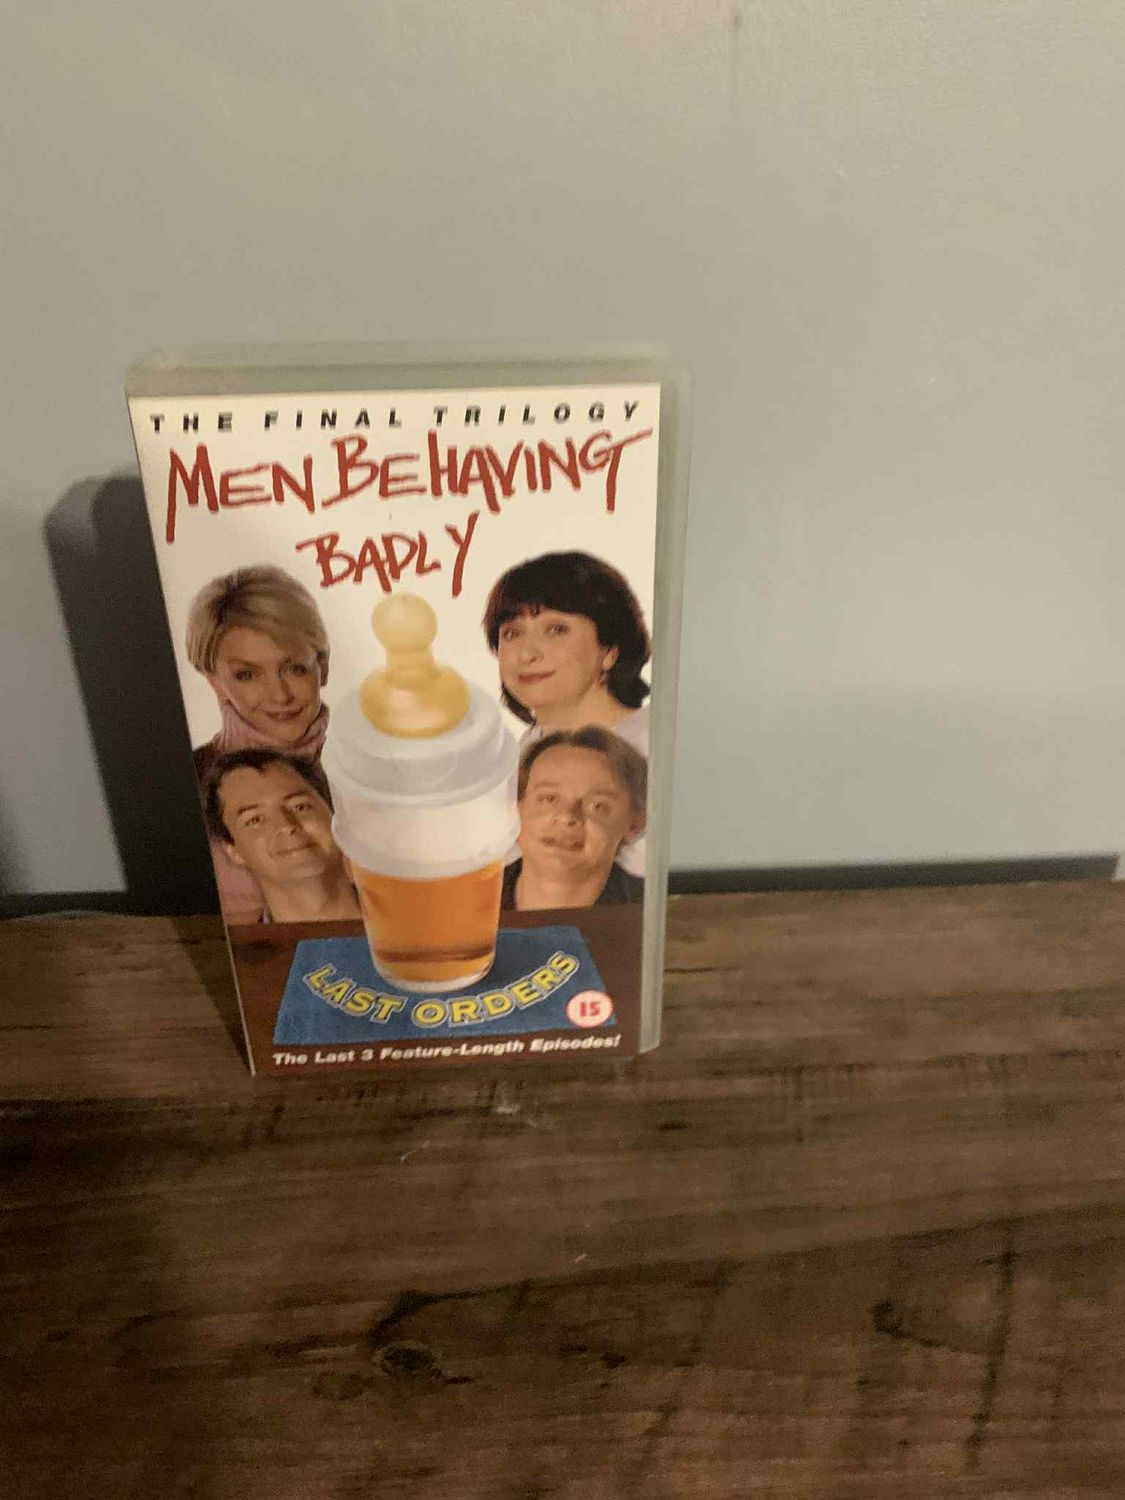 THE FINAL TRILOGY
MEN BEHAVING
BADLY
LAST ORDERS
15
The Last 3 Feature-Length Episodes!